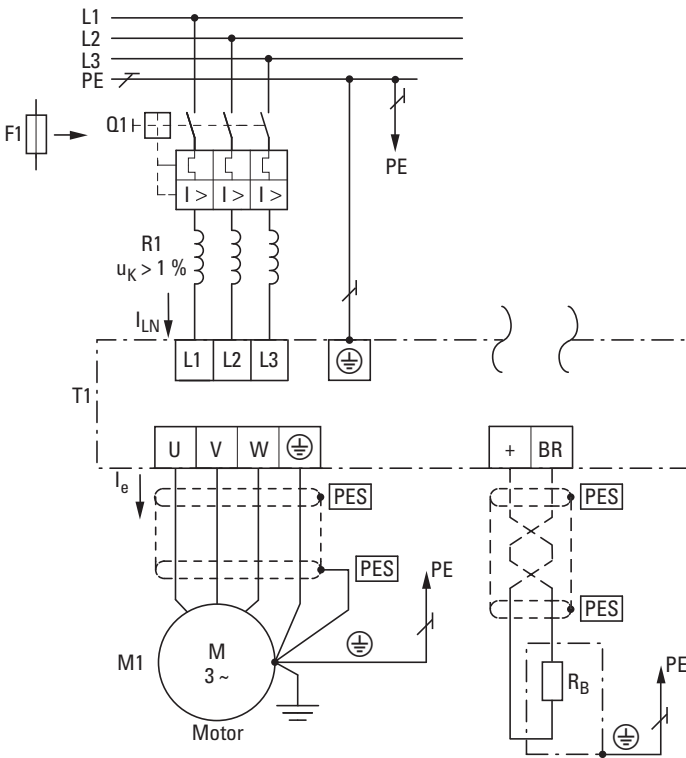 L1
L2
L3
PE
F1
Q1
PE
I > I > I >
R1
uK > 1 %
ILN
L1 L2 L3
T1
U V W
+ BR
Ie
PES
PES
PES
PES
PE
M1
M
3 ~
Motor
RB
PE